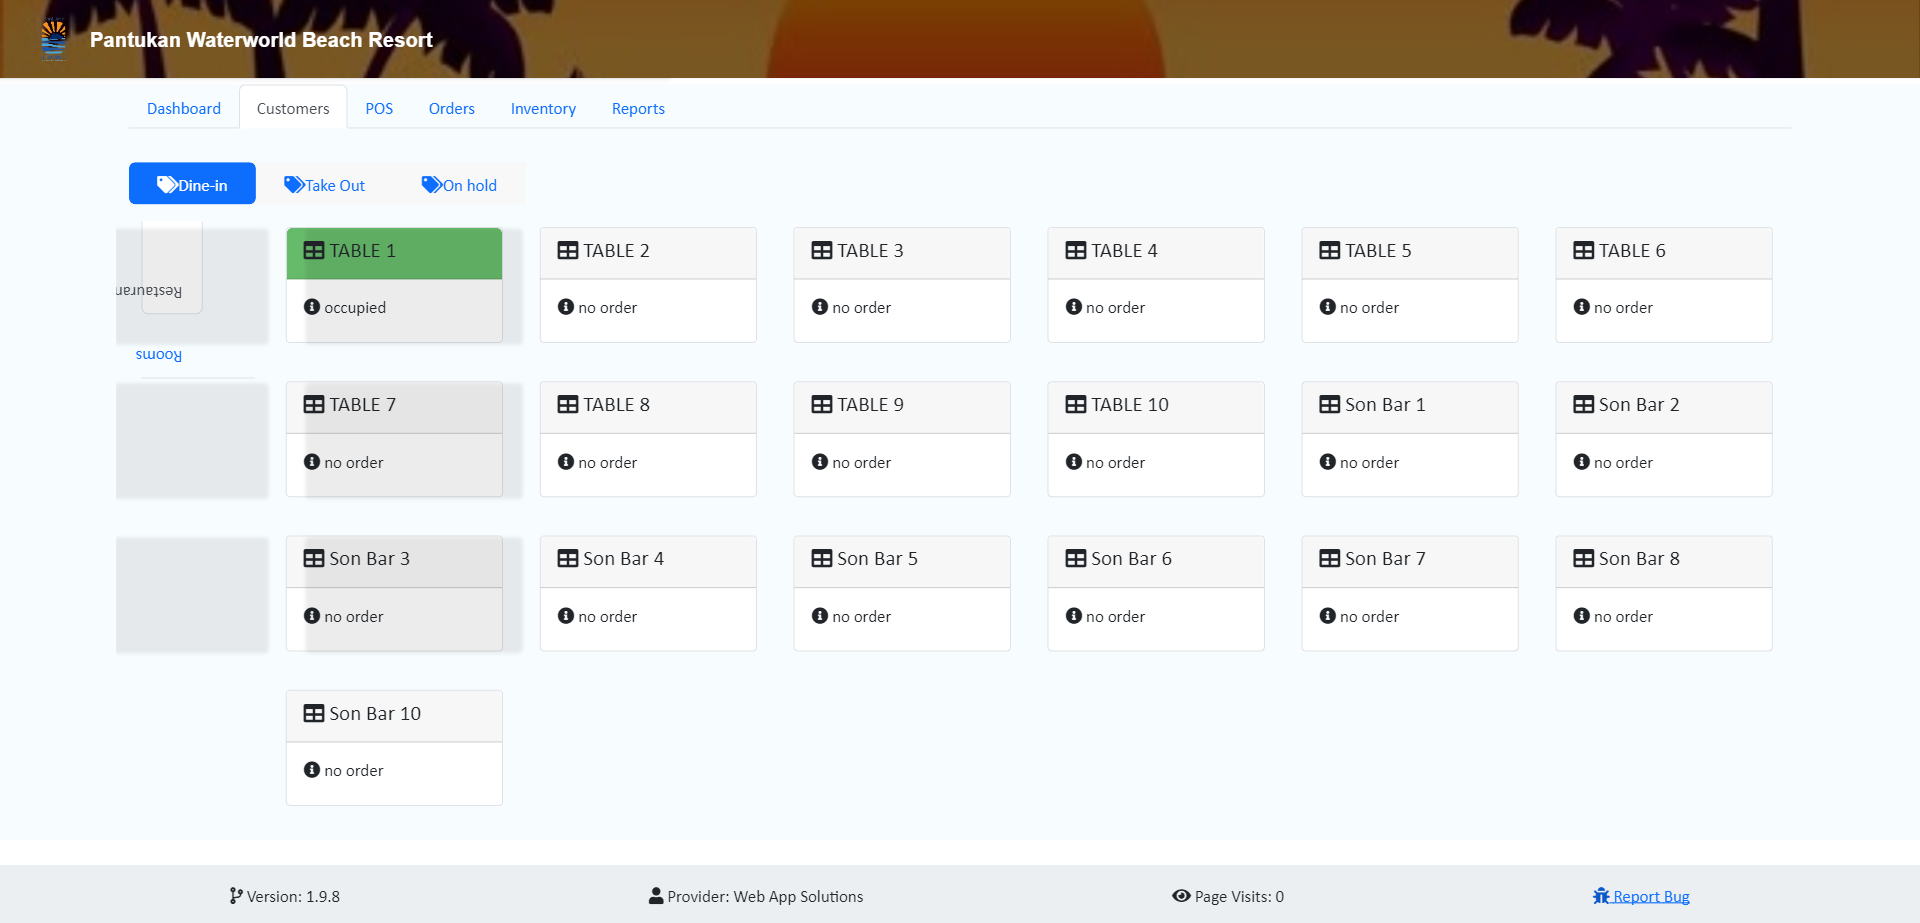 Pantukan Waterworld Beach Resort
Dashboard Customers POS Orders Inventory Reports
Dine-in Take Out On hold
Restauran
Rooms
TABLE 1 TABLE 2 TABLE 3 TABLE 4 TABLE 5 TABLE 6
occupied no order no order no order no order no order
TABLE 7 TABLE 8 TABLE 9 TABLE 10 Son Bar 1 Son Bar 2
no order no order no order no order no order no order
Son Bar 3 Son Bar 4 Son Bar 5 Son Bar 6 Son Bar 7 Son Bar 8
no order no order no order no order no order no order
Son Bar 10
no order
Version: 1.9.8 Provider: Web App Solutions Page Visits: 0 Report Bug